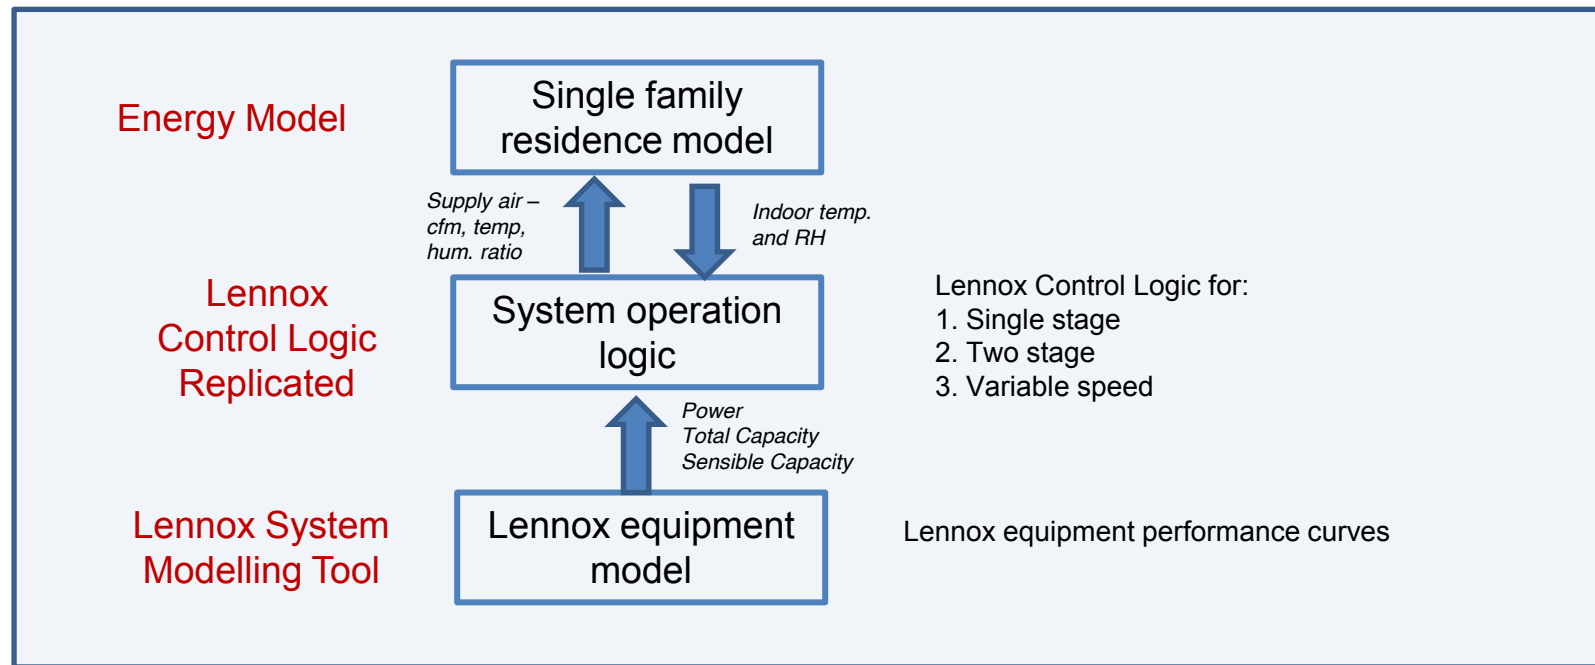 Energy Model
Single family
residence model
Supply air –
cfm, temp,
hum. ratio
Indoor temp.
and RH
Lennox
Control Logic
Replicated
System operation
logic
Lennox Control Logic for:
1. Single stage
2. Two stage
3. Variable speed
Power
Total Capacity
Sensible Capacity
Lennox System
Modelling Tool
Lennox equipment
model
Lennox equipment performance curves